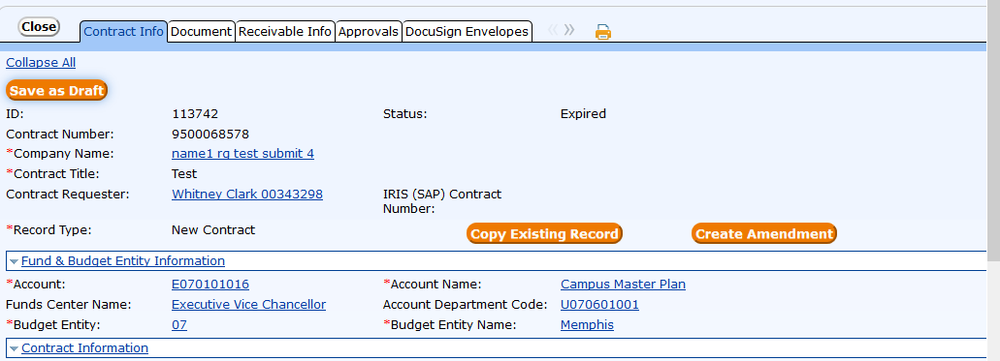 Close Contract Info Document Receivable Info Approvals DocuSign Envelopes
Collapse All
Save as Draft
ID: 113742 Status: Expired
Contract Number: 9500068578
*Company Name: name1 rq test submit 4
*Contract Title: Test
Contract Requester: Whitney Clark 00343298 IRIS (SAP) Contract
Number:
*Record Type: New Contract Copy Existing Record Create Amendment
Fund & Budget Entity Information
*Account: E070101016 *Account Name: Campus Master Plan
Funds Center Name: Executive Vice Chancellor Account Department Code: U070601001
*Budget Entity: 07 *Budget Entity Name: Memphis
Contract Information